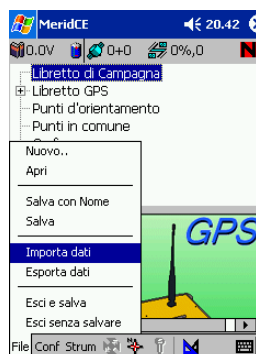 MeridCE 20.42
0.0V 0+0 0%,0 N
Libretto di Campagna
Libretto GPS
Punti d'orientamento
Punti in comune
Nuovo..
Apri
Salva con Nome
Salva
Importa dati
Esporta dati
Esci e salva
Esci senza salvare
GPS
File Conf Strum